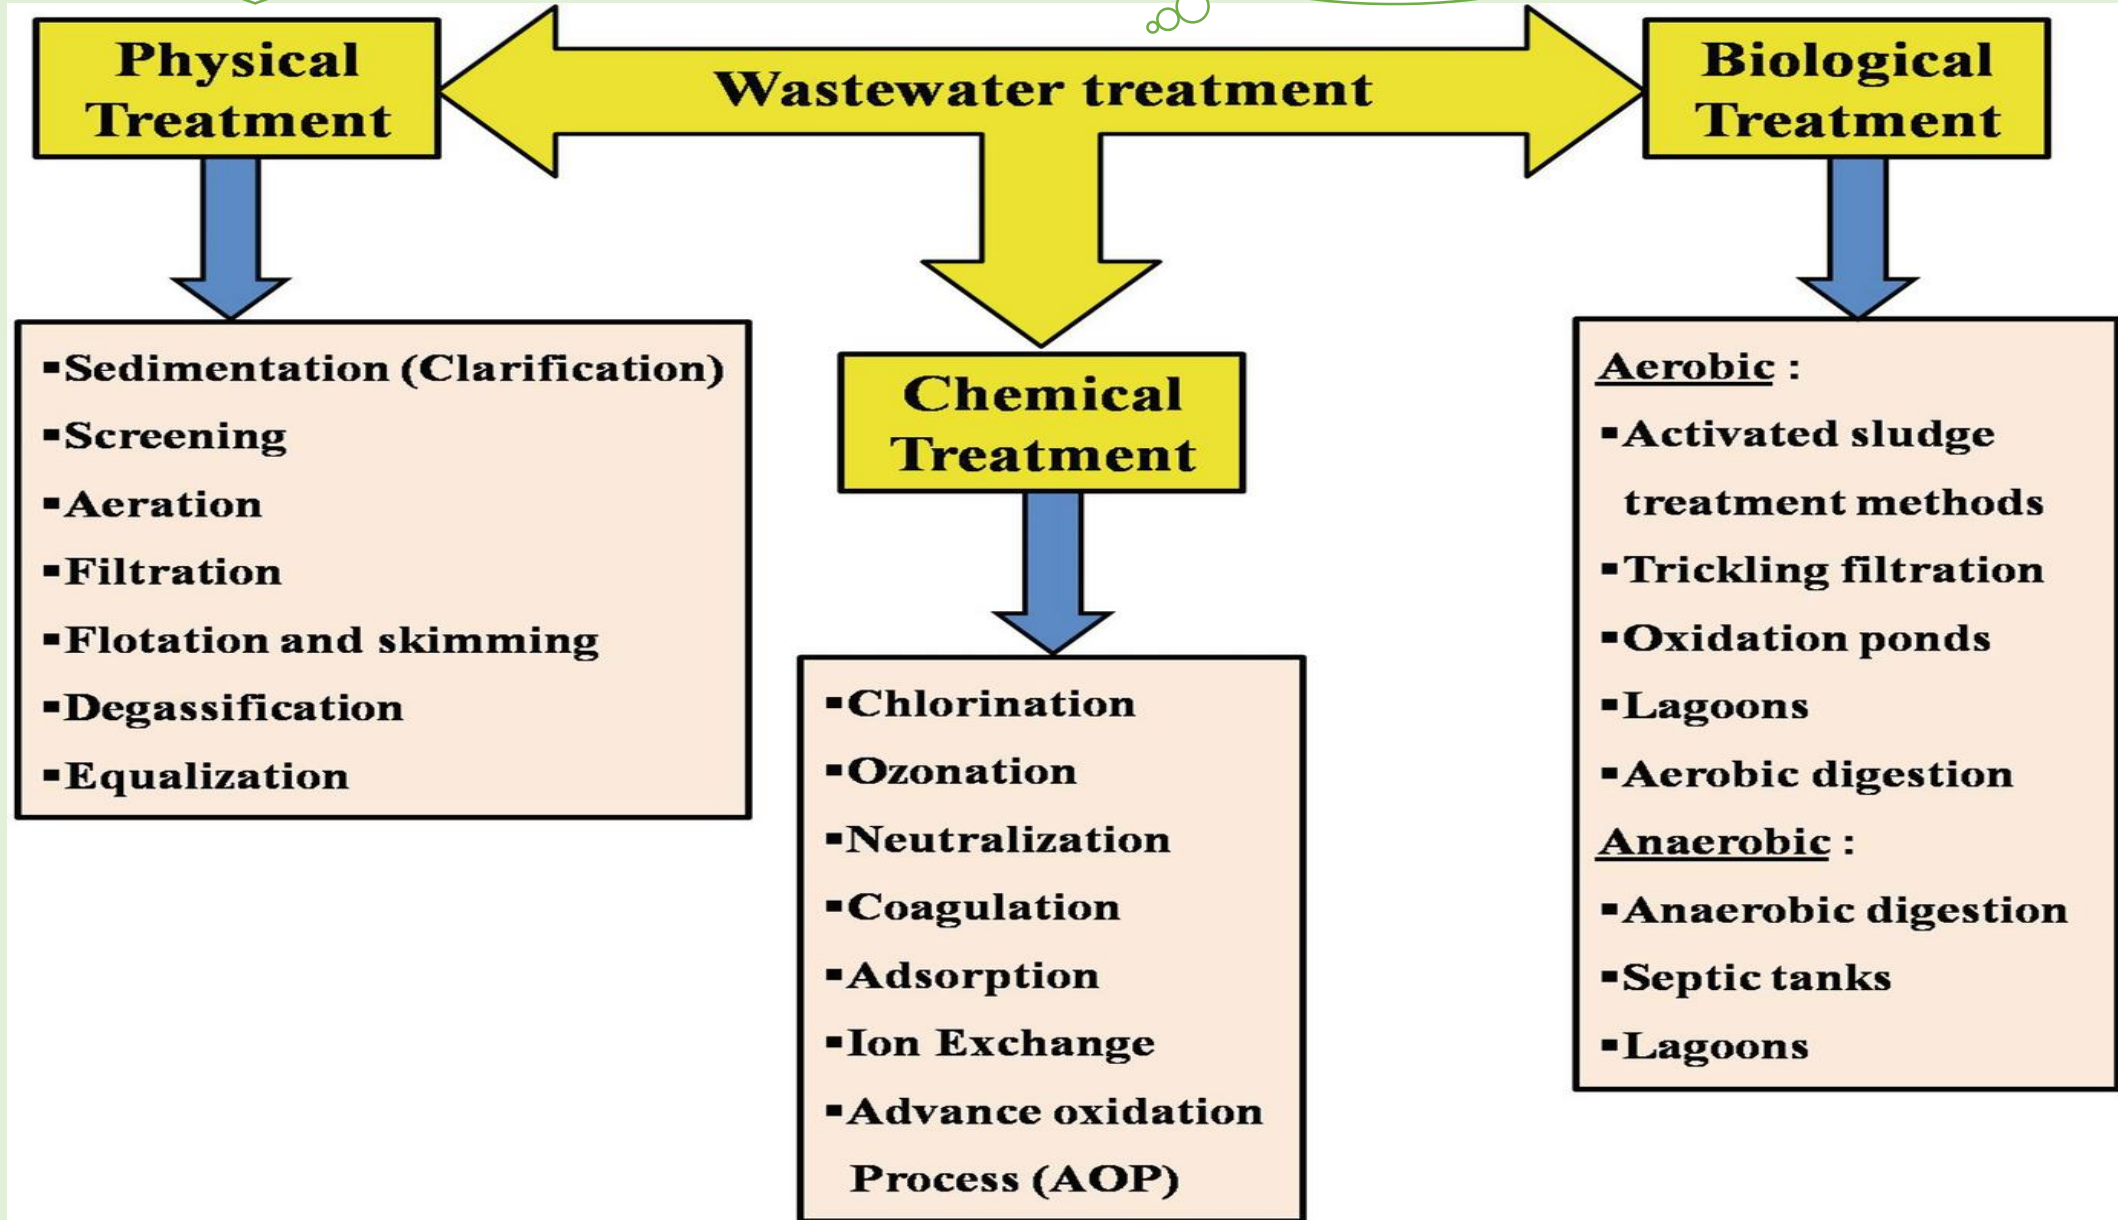 Physical
Treatment
Wastewater treatment
Biological
Treatment
▪Sedimentation (Clarification)
▪Screening
▪Aeration
▪Filtration
▪Flotation and skimming
▪Degassification
▪Equalization
Chemical
Treatment
▪Chlorination
▪Ozonation
▪Neutralization
▪Coagulation
▪Adsorption
▪Ion Exchange
▪Advance oxidation
Process (AOP)
Aerobic :
▪Activated sludge
treatment methods
▪Trickling filtration
▪Oxidation ponds
▪Lagoons
▪Aerobic digestion
Anaerobic :
▪Anaerobic digestion
▪Septic tanks
▪Lagoons